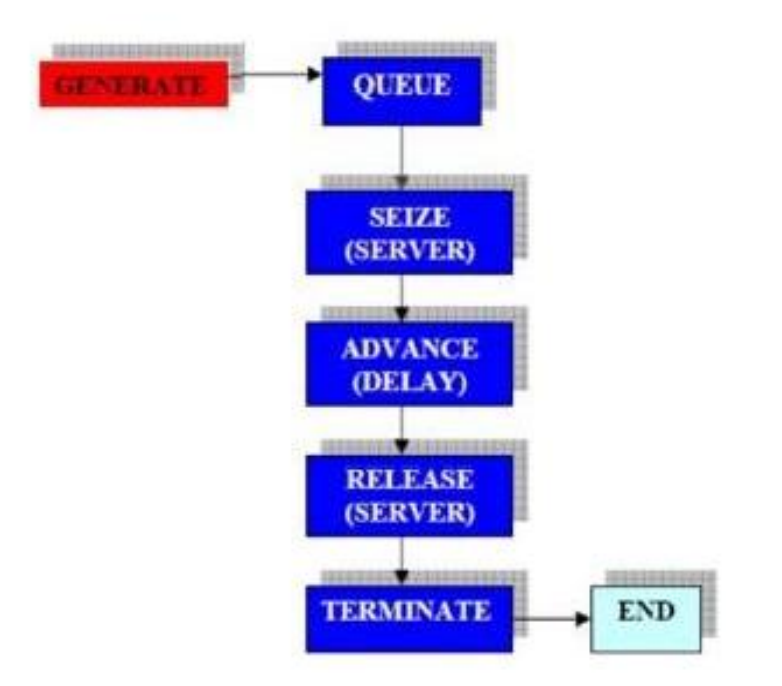 GENERATE
QUEUE
SEIZE
(SERVER)
ADVANCE
(DELAY)
RELEASE
(SERVER)
TERMINATE
END